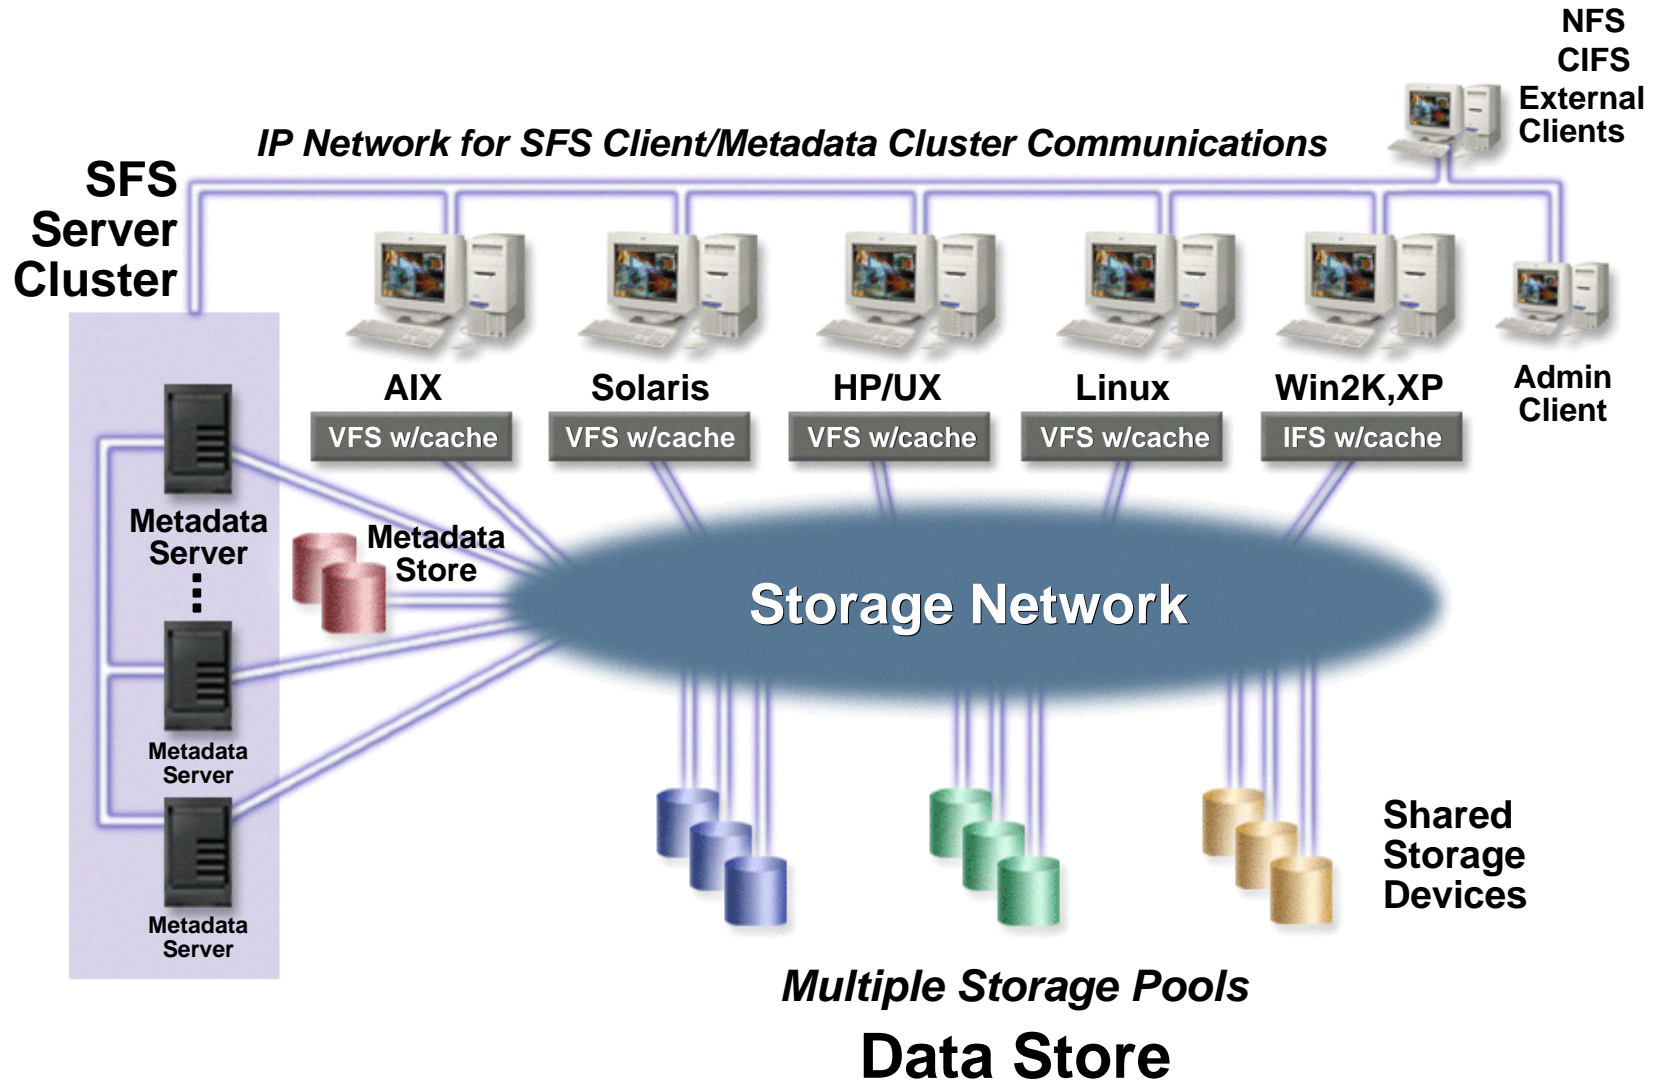 NFS
CIFS
External
Clients
IP Network for SFS Client/Metadata Cluster Communications
SFS
Server
Cluster
AIX
Solaris
HP/UX
Linux
Win2K,XP
Admin
Client
VFS w/cache
VFS w/cache
VFS w/cache
VFS w/cache
IFS w/cache
Metadata
Server
Metadata
Store
Storage Network
Metadata
Server
Metadata
Server
Shared
Storage
Devices
Multiple Storage Pools
Data Store